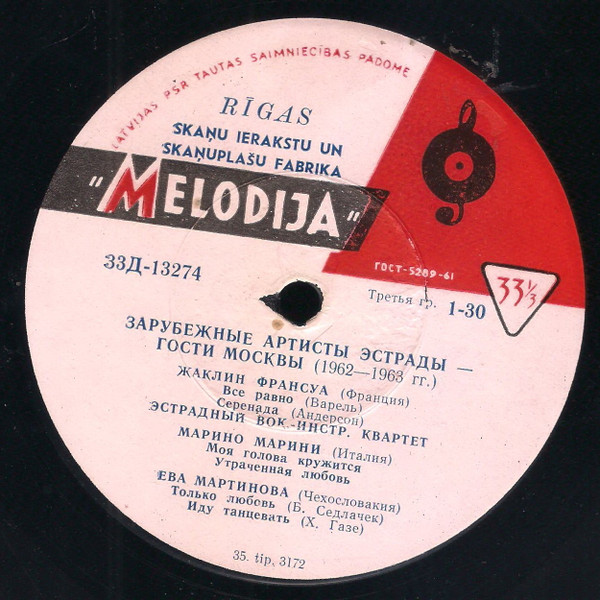 LATVIJAS PSR TAUTAS SAIMNIECĪBAS PADOME
RĪGAS
SKAŅU IERAKSTU UN
SKAŅUPLAŠU FABRIKA
"MELODIJA"
ГОСТ-5289-61
33Д-13274
Третья гр. 1-30
33 1/3
ЗАРУБЕЖНЫЕ АРТИСТЫ ЭСТРАДЫ —
ГОСТИ МОСКВЫ (1962—1963 гг.)
ЖАКЛИН ФРАНСУА (Франция)
Все равно (Варель)
Серенада (Андерсон)
ЭСТРАДНЫЙ ВОК.-ИНСТР. КВАРТЕТ
МАРИНО МАРИНИ (Италия)
Моя голова кружится
Утраченная любовь
ЕВА МАРТИНОВА (Чехословакия)
Только любовь (Б. Седлачек)
Иду танцевать (Х. Газе)
35. tip. 3172